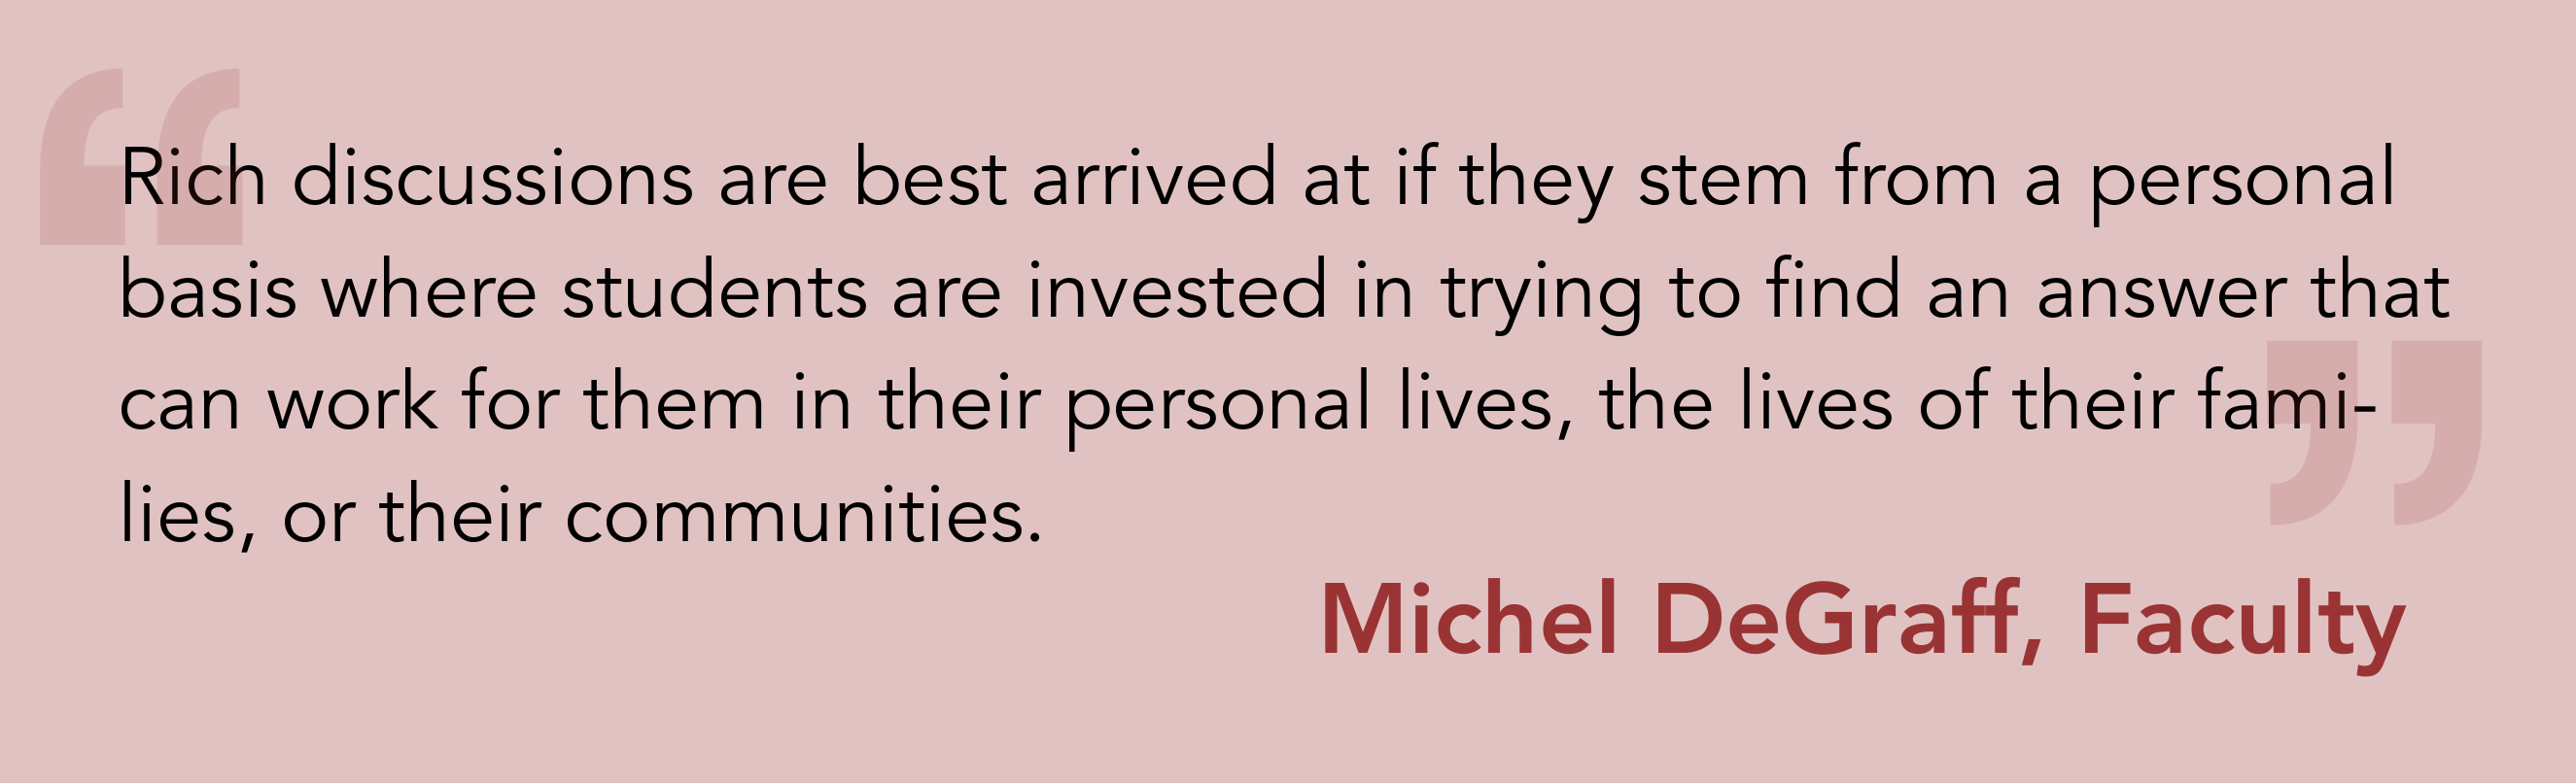 Rich discussions are best arrived at if they stem from a personal
basis where students are invested in trying to find an answer that
can work for them in their personal lives, the lives of their fami-
lies, or their communities.
Michel DeGraff, Faculty